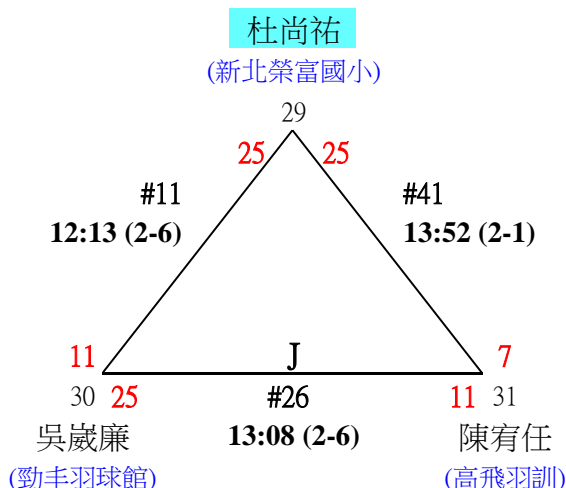 杜尚祐
(新北榮富國小)
29
25 25
#11 #41
12:13 (2-6) 13:52 (2-1)
11 J 7
30 25 #26 11 31
吳崴廉 13:08 (2-6) 陳宥任
(勁丰羽球館) (高飛羽訓)